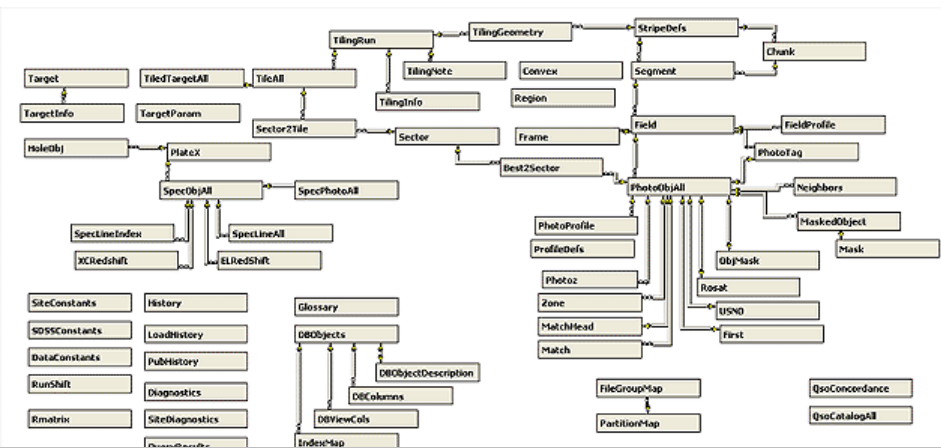 StripeDefs
TilingGeometry
TilingRun
Chunk
TilingNote
Convex
Segment
Target
TiledTargetAll
TileAll
TilingInfo
Region
TargetInfo
TargetParam
Sector2Tile
Sector
Frame
Field
FieldProfile
HoleObj
PlateX
PhotoTag
Best2Sector
SpecObjAll
SpecPhotoAll
PhotoObjAll
Neighbors
PhotoProfile
MaskedObject
SpecLineIndex
SpecLineAll
ProfileDefs
Mask
XCRedshift
ELRedShift
ObjMask
PhotoZ
Rosat
SiteConstants
History
Glossary
Zone
USNO
SDSSConstants
LoadHistory
DBObjects
MatchHead
First
DataConstants
PubHistory
Match
DBObjectDescription
RunShift
Diagnostics
DBColumns
FileGroupMap
QsoConcordance
Rmatrix
SiteDiagnostics
DBViewCols
PartitionMap
QsoCatalogAll
IndexMap